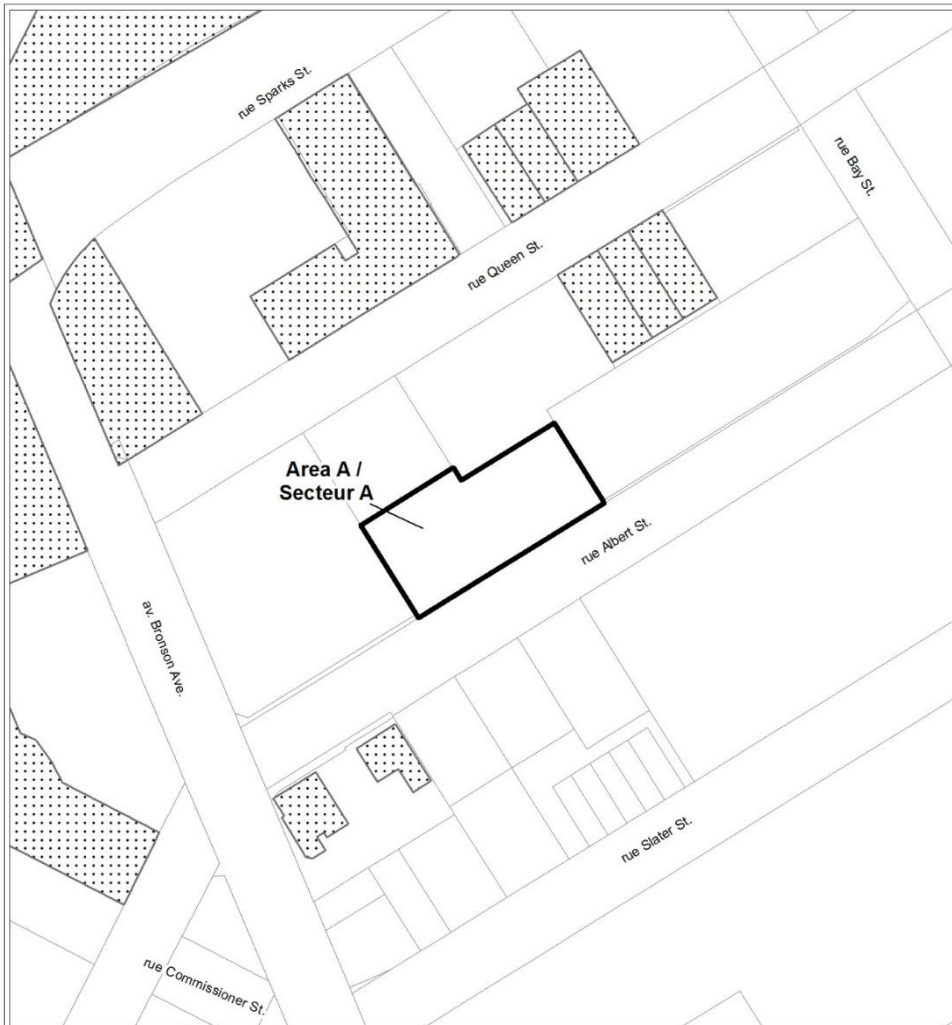 rue Sparks St.
rue Bay St.
rue Queen St.
Area A /
Secteur A
rue Albert St.
av. Bronson Ave.
rue Slater St.
rue Commissioner St.